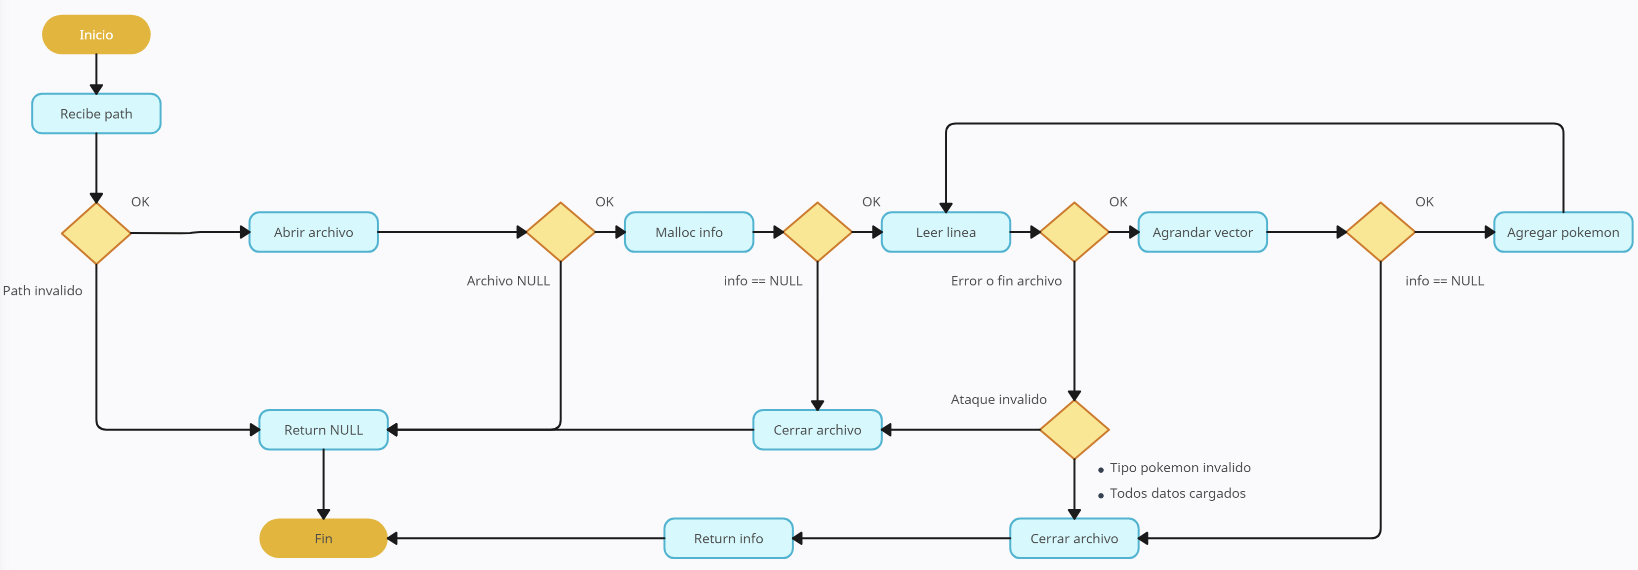 Inicio
Recibe path
OK
OK
OK
OK
OK
Abrir archivo
Malloc info
Leer linea
Agrandar vector
Agregar pokemon
Path invalido
Archivo NULL
info == NULL
Error o fin archivo
info == NULL
Ataque invalido
Return NULL
Cerrar archivo
• Tipo pokemon invalido
• Todos datos cargados
Fin
Return info
Cerrar archivo